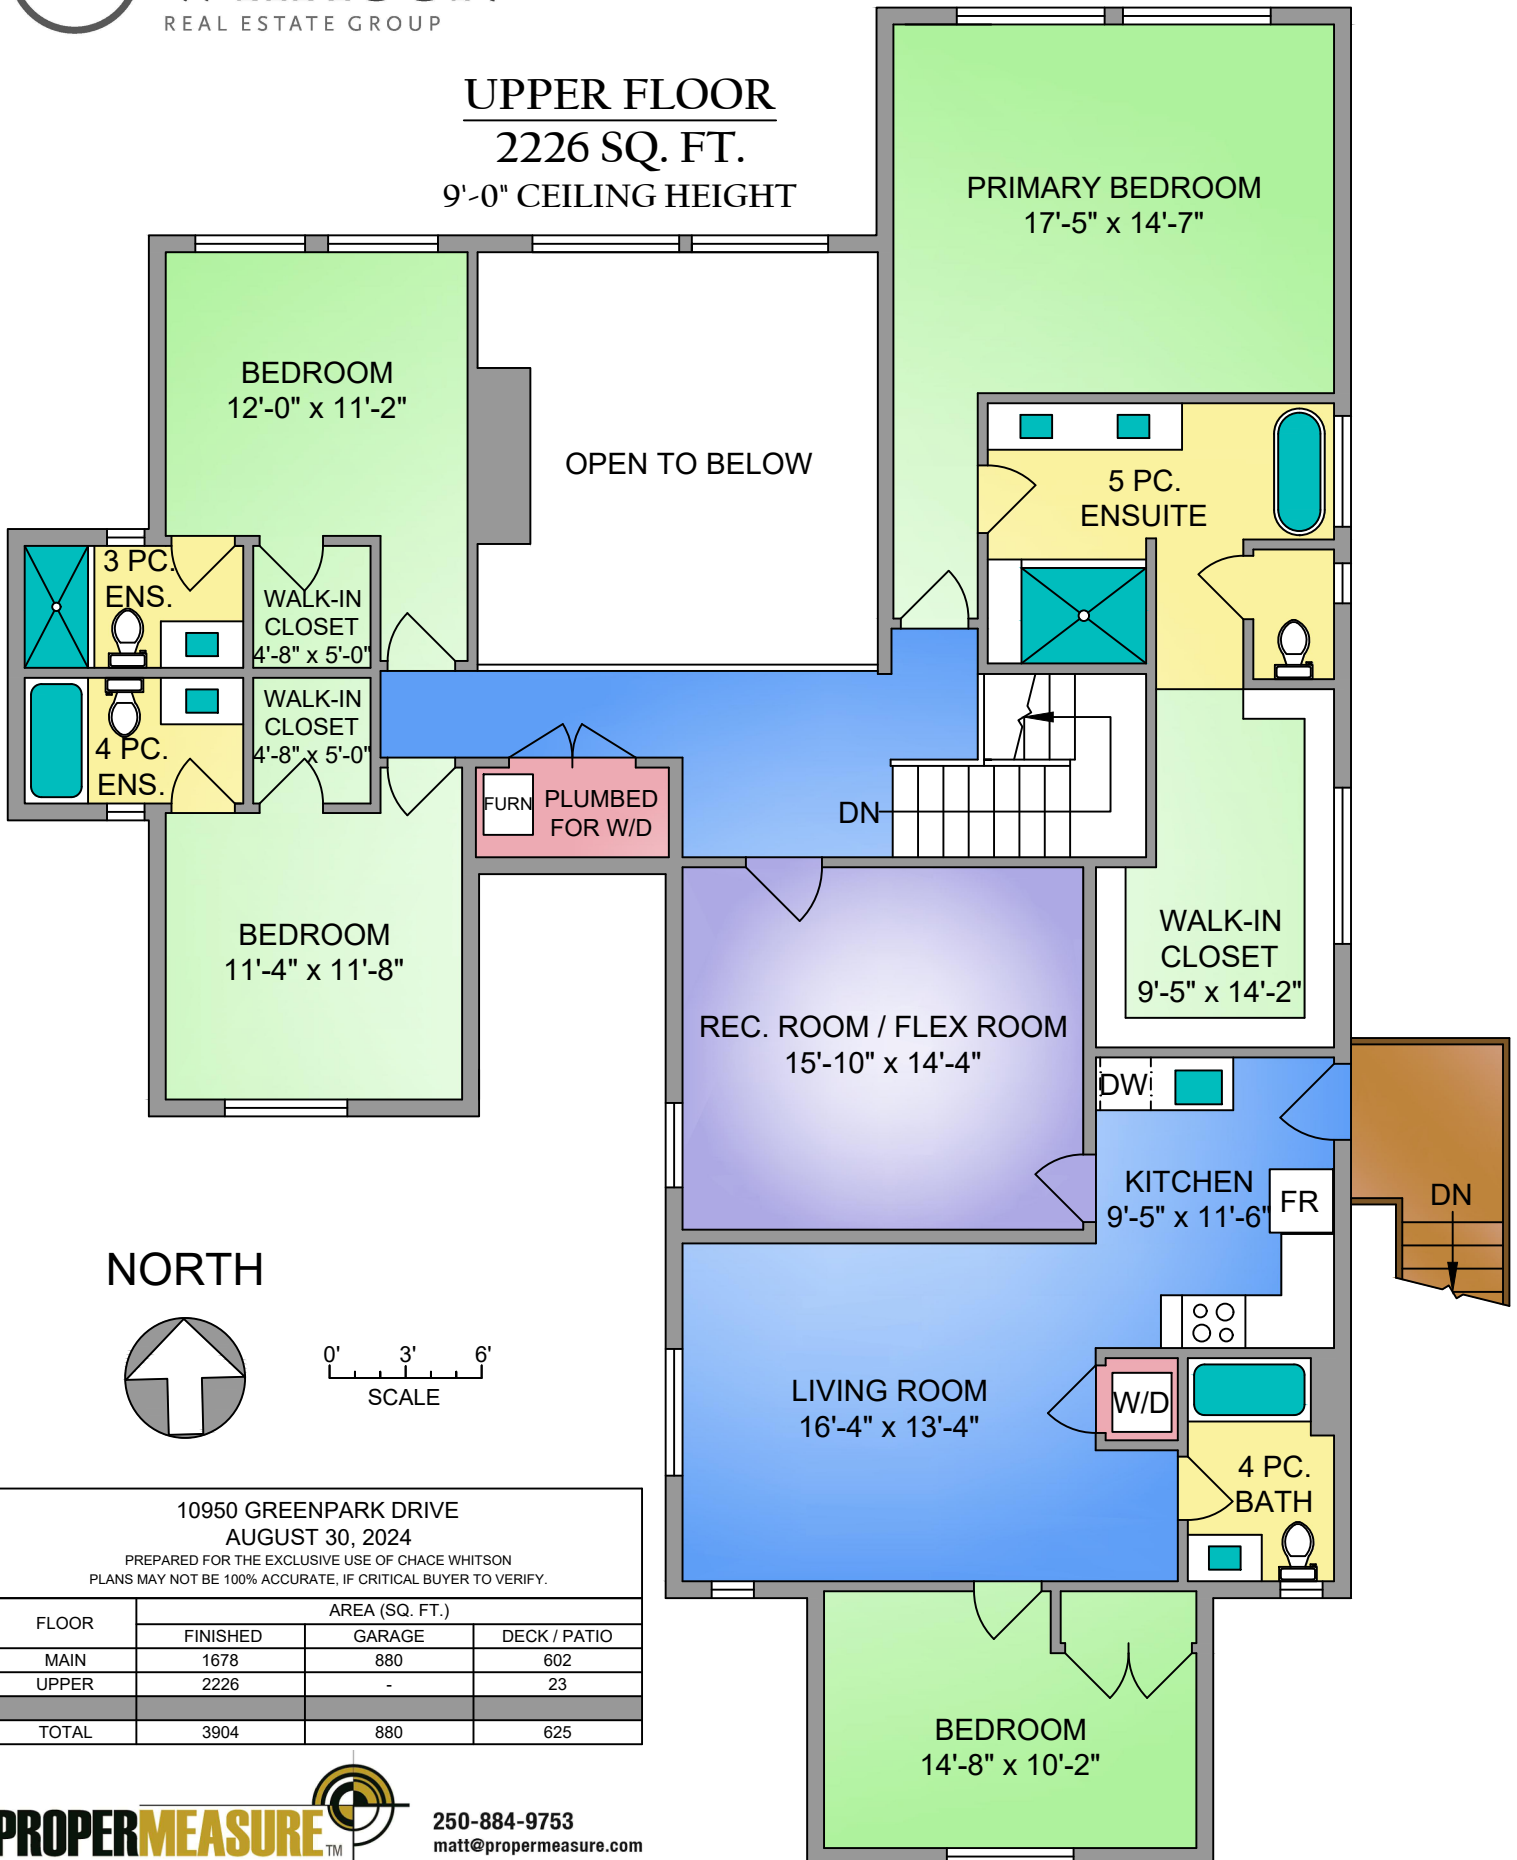 REAL ESTATE GROUP
UPPER FLOOR
2226 SQ. FT.
9'-0" CEILING HEIGHT
PRIMARY BEDROOM
17'-5" x 14'-7"
BEDROOM
12'-0" x 11'-2"
OPEN TO BELOW
5 PC.
ENSUITE
3 PC.
ENS.
WALK-IN
CLOSET
4'-8" x 5'-0"
WALK-IN
CLOSET
4'-8" x 5'-0"
4 PC.
ENS.
FURN
PLUMBED
FOR W/D
DN
BEDROOM
11'-4" x 11'-8"
WALK-IN
CLOSET
9'-5" x 14'-2"
REC. ROOM / FLEX ROOM
15'-10" x 14'-4"
DW
KITCHEN
9'-5" x 11'-6"
FR
DN
NORTH
0' 3' 6'
SCALE
LIVING ROOM
16'-4" x 13'-4"
W/D
4 PC.
BATH
BEDROOM
14'-8" x 10'-2"
10950 GREENPARK DRIVE
AUGUST 30, 2024
PREPARED FOR THE EXCLUSIVE USE OF CHACE WHITSON
PLANS MAY NOT BE 100% ACCURATE, IF CRITICAL BUYER TO VERIFY.
FLOOR AREA (SQ. FT.)
FINISHED GARAGE DECK / PATIO
MAIN 1678 880 602
UPPER 2226 - 23
TOTAL 3904 880 625
PROPERMEASURE TM
250-884-9753
matt@propermeasure.com